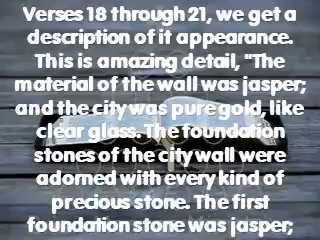 Verses 18 through 21, we get a
description of it appearance.
This is amazing detail, "The
material of the wall was jasper;
and the city was pure gold, like
clear glass. The foundation
stones of the city wall were
adorned with every kind of
precious stone. The first
foundation stone was jasper;